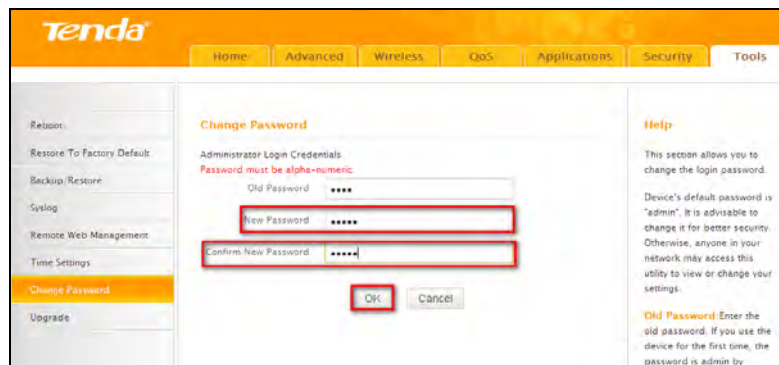 Tenda
Home Advanced Wireless QoS Applications Security Tools
Reboot
Restore To Factory Default
Backup/Restore
Syslog
Remote Web Management
Time Settings
Change Password
Upgrade
Change Password
Administrator Login Credentials
Password must be alpha-numeric
Old Password ••••
New Password •••••
Confirm New Password •••••
OK Cancel
Help
This section allows you to
change the login password.
Device's default password is
"admin". It is advisable to
change it for better security.
Otherwise, anyone in your
network may access this
utility to view or change your
settings.
Old Password:Enter the
old password. If you use the
device for the first time, the
password is admin by